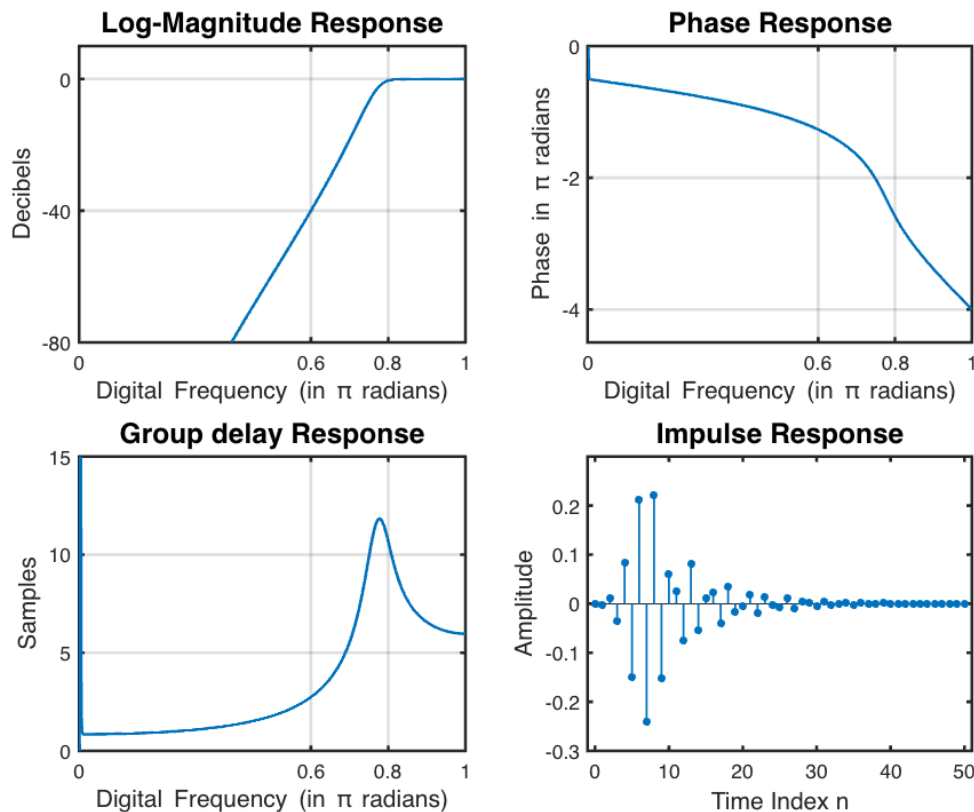 Log-Magnitude Response
0
-40
-80
Decibels
0 0.6 0.8 1
Digital Frequency (in π radians)
Phase Response
0
-2
-4
Phase in π radians
0 0.6 0.8 1
Digital Frequency (in π radians)
Group delay Response
15
10
5
0
Samples
0 0.6 0.8 1
Digital Frequency (in π radians)
Impulse Response
0.2
0.1
0
-0.1
-0.2
-0.3
Amplitude
0 10 20 30 40 50
Time Index n